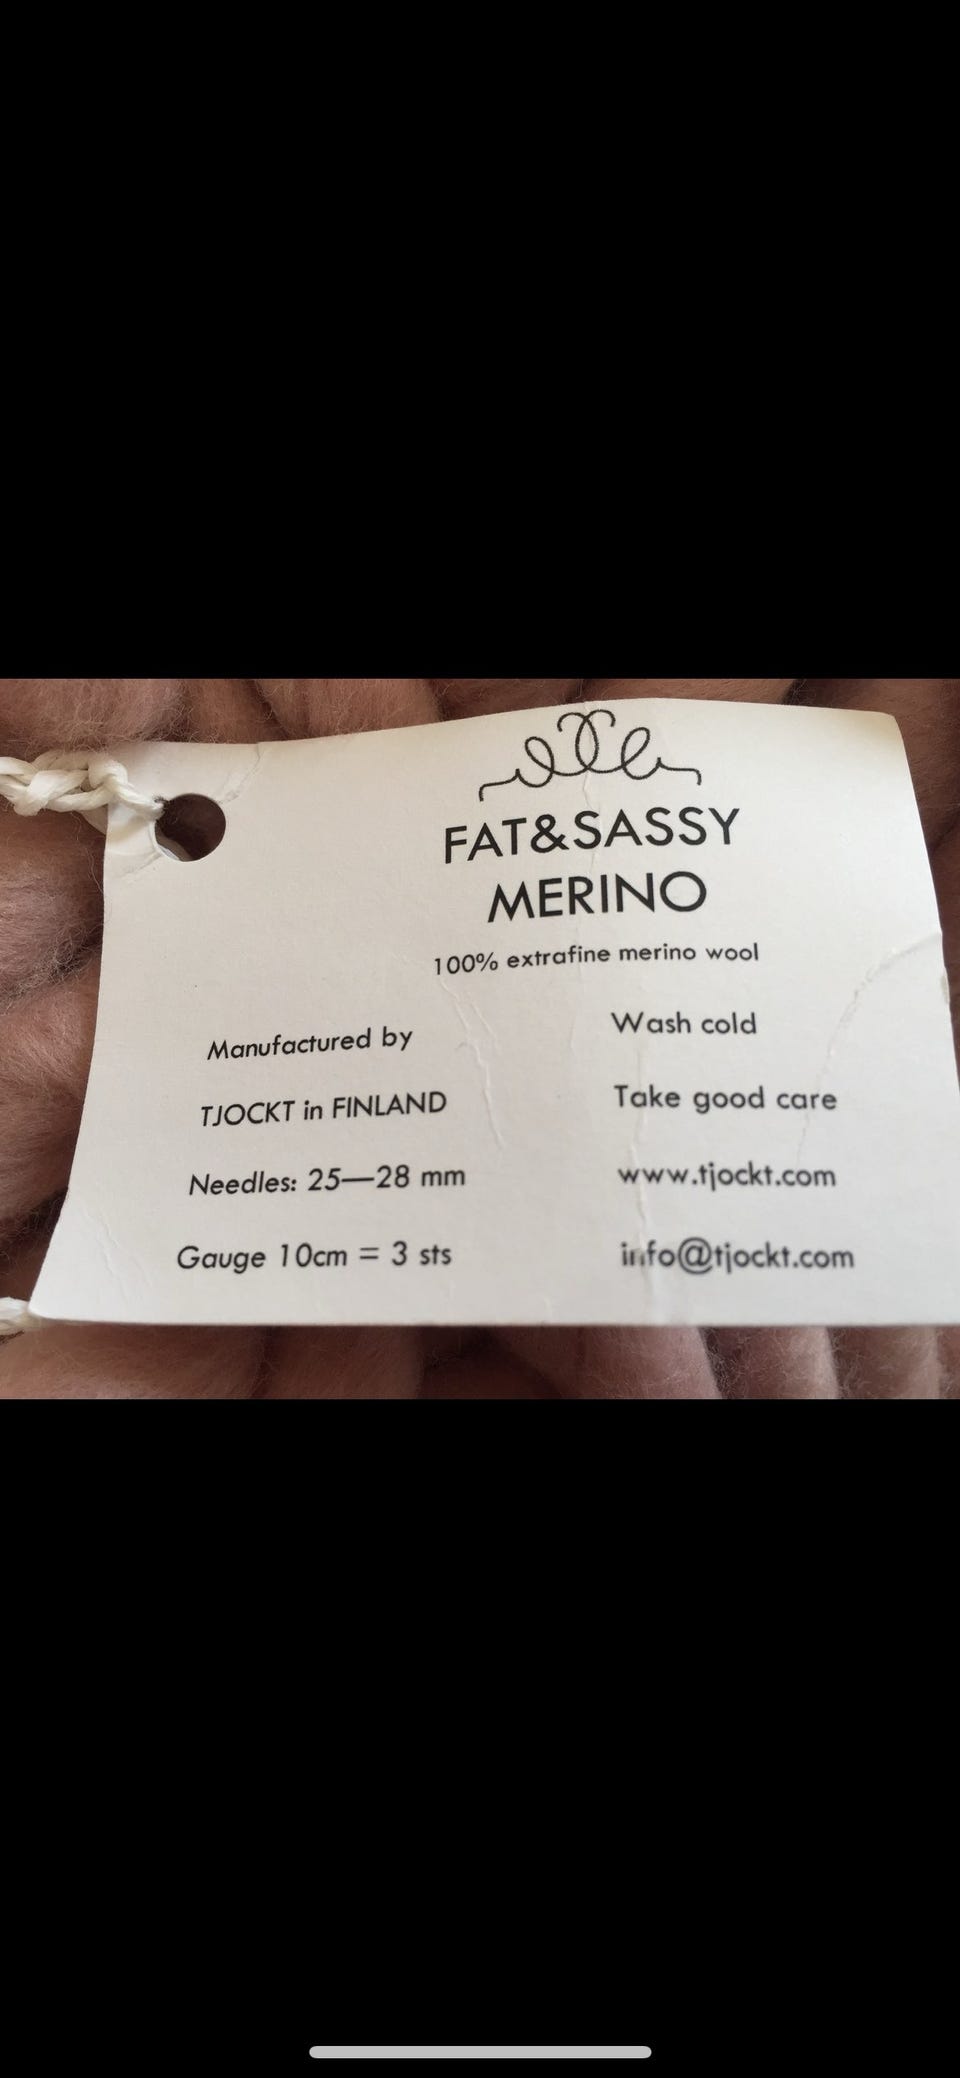 FAT&SASSY
MERINO
100% extrafine merino wool
Manufactured by
TJOCKT in FINLAND
Needles: 25—28 mm
Gauge 10cm = 3 sts
Wash cold
Take good care
www.tjockt.com
info@tjockt.com